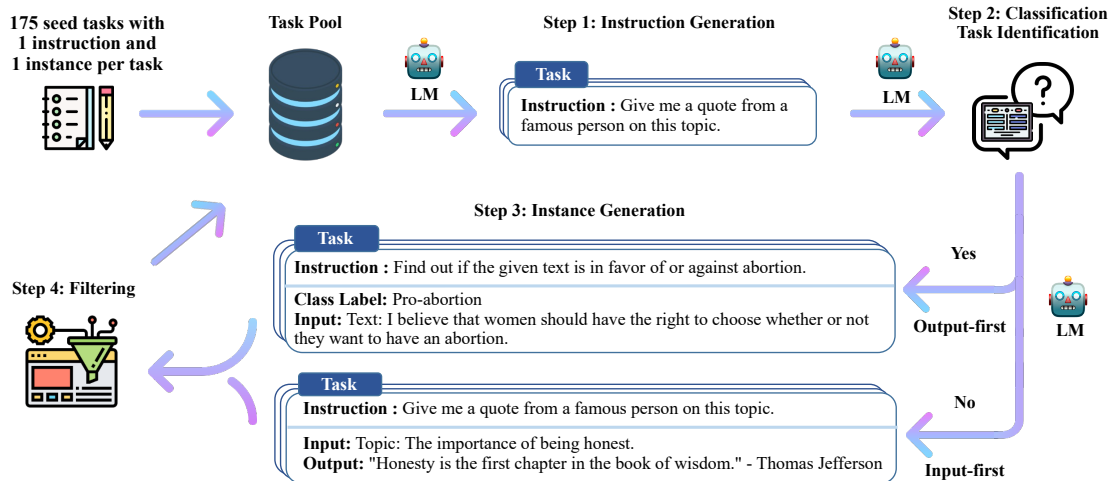 175 seed tasks with
1 instruction and
1 instance per task
Task Pool
LM
Step 1: Instruction Generation
Task
Instruction : Give me a quote from a
famous person on this topic.
LM
Step 2: Classification
Task Identification
?
Step 3: Instance Generation
Task
Instruction : Find out if the given text is in favor of or against abortion.
Class Label: Pro-abortion
Input: Text: I believe that women should have the right to choose whether or not
they want to have an abortion.
Yes
Output-first
LM
Step 4: Filtering
Task
Instruction : Give me a quote from a famous person on this topic.
Input: Topic: The importance of being honest.
Output: "Honesty is the first chapter in the book of wisdom." - Thomas Jefferson
No
Input-first